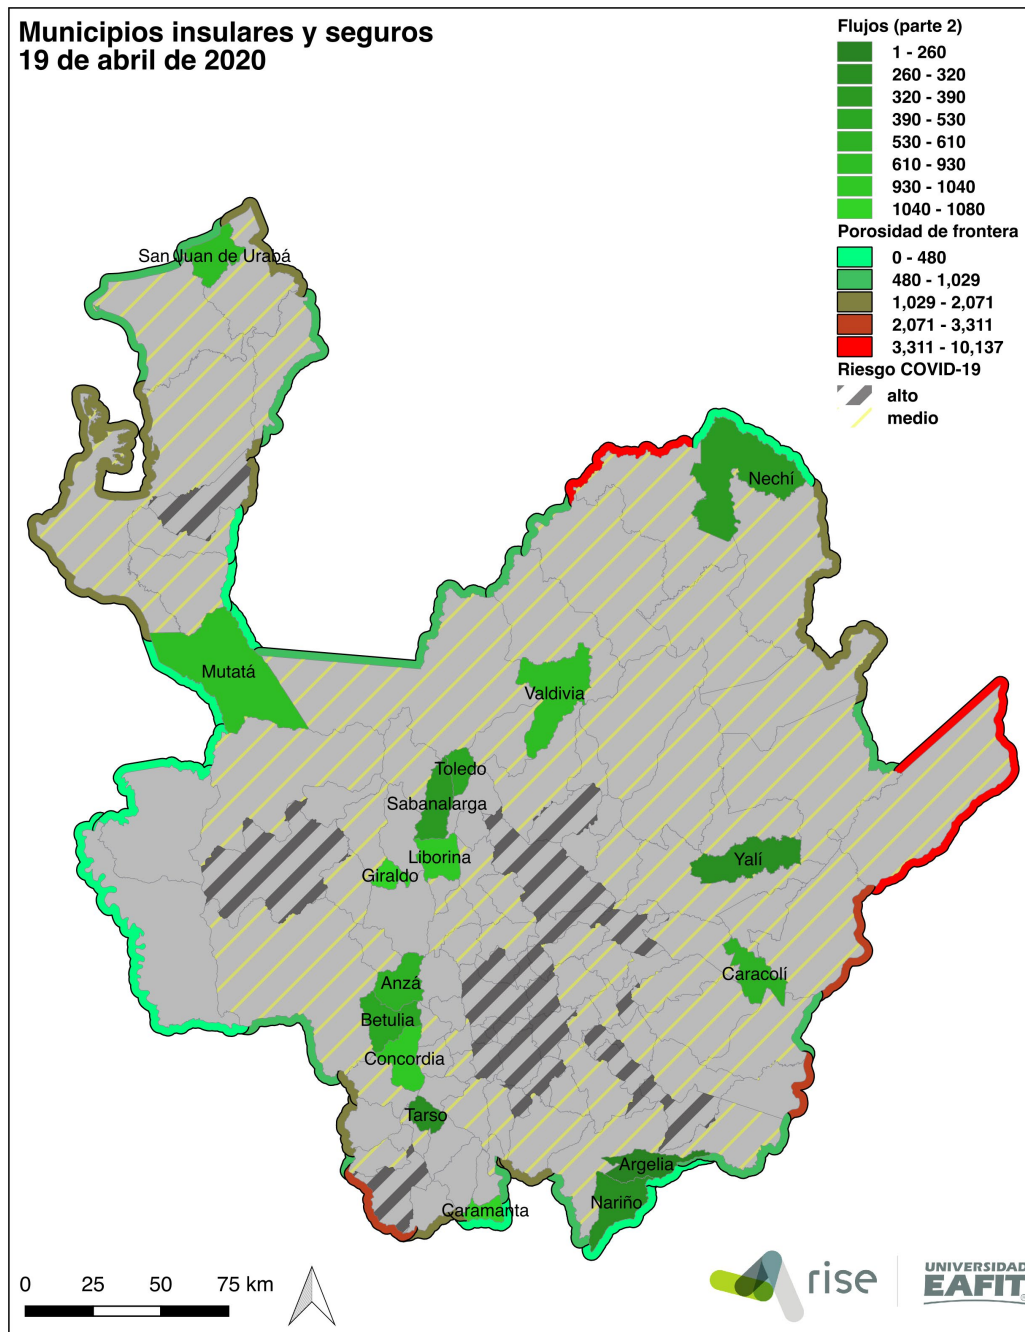 Municipios insulares y seguros
19 de abril de 2020
Flujos (parte 2)
1 - 260
260 - 320
320 - 390
390 - 530
530 - 610
610 - 930
930 - 1040
1040 - 1080
Porosidad de frontera
0 - 480
480 - 1,029
1,029 - 2,071
2,071 - 3,311
3,311 - 10,137
Riesgo COVID-19
alto
medio
San Juan de Urabá
Nechí
Mutatá
Valdivia
Toledo
Sabanalarga
Liborina
Giraldo
Yalí
Caracolí
Anzá
Betulia
Concordia
Tarso
Argelia
Nariño
Caramanta
0 25 50 75 km
rise
UNIVERSIDAD
EAFIT®